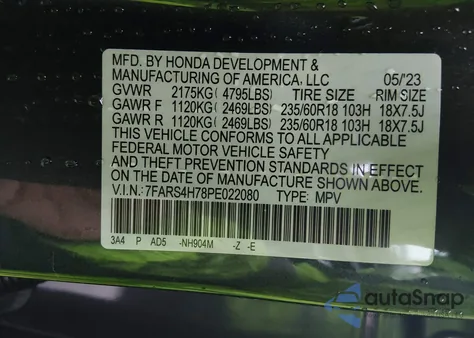 MFD. BY HONDA DEVELOPMENT &
MANUFACTURING OF AMERICA, LLC 05/'23
GVWR 2175KG( 4795LBS) TIRE SIZE RIM SIZE
GAWR F 1120KG( 2469LBS) 235/60R18 103H 18X7.5J
GAWR R 1120KG( 2469LBS) 235/60R18 103H 18X7.5J
THIS VEHICLE CONFORMS TO ALL APPLICABLE
FEDERAL MOTOR VEHICLE SAFETY
AND THEFT PREVENTION STANDARDS IN EFFECT
ON THE DATE OF MANUFACTURE SHOWN ABOVE.
V.I.N.: 7FARS4H78PE022080 TYPE: MPV
3A4 P AD5 -NH904M -Z -E
autaSnap